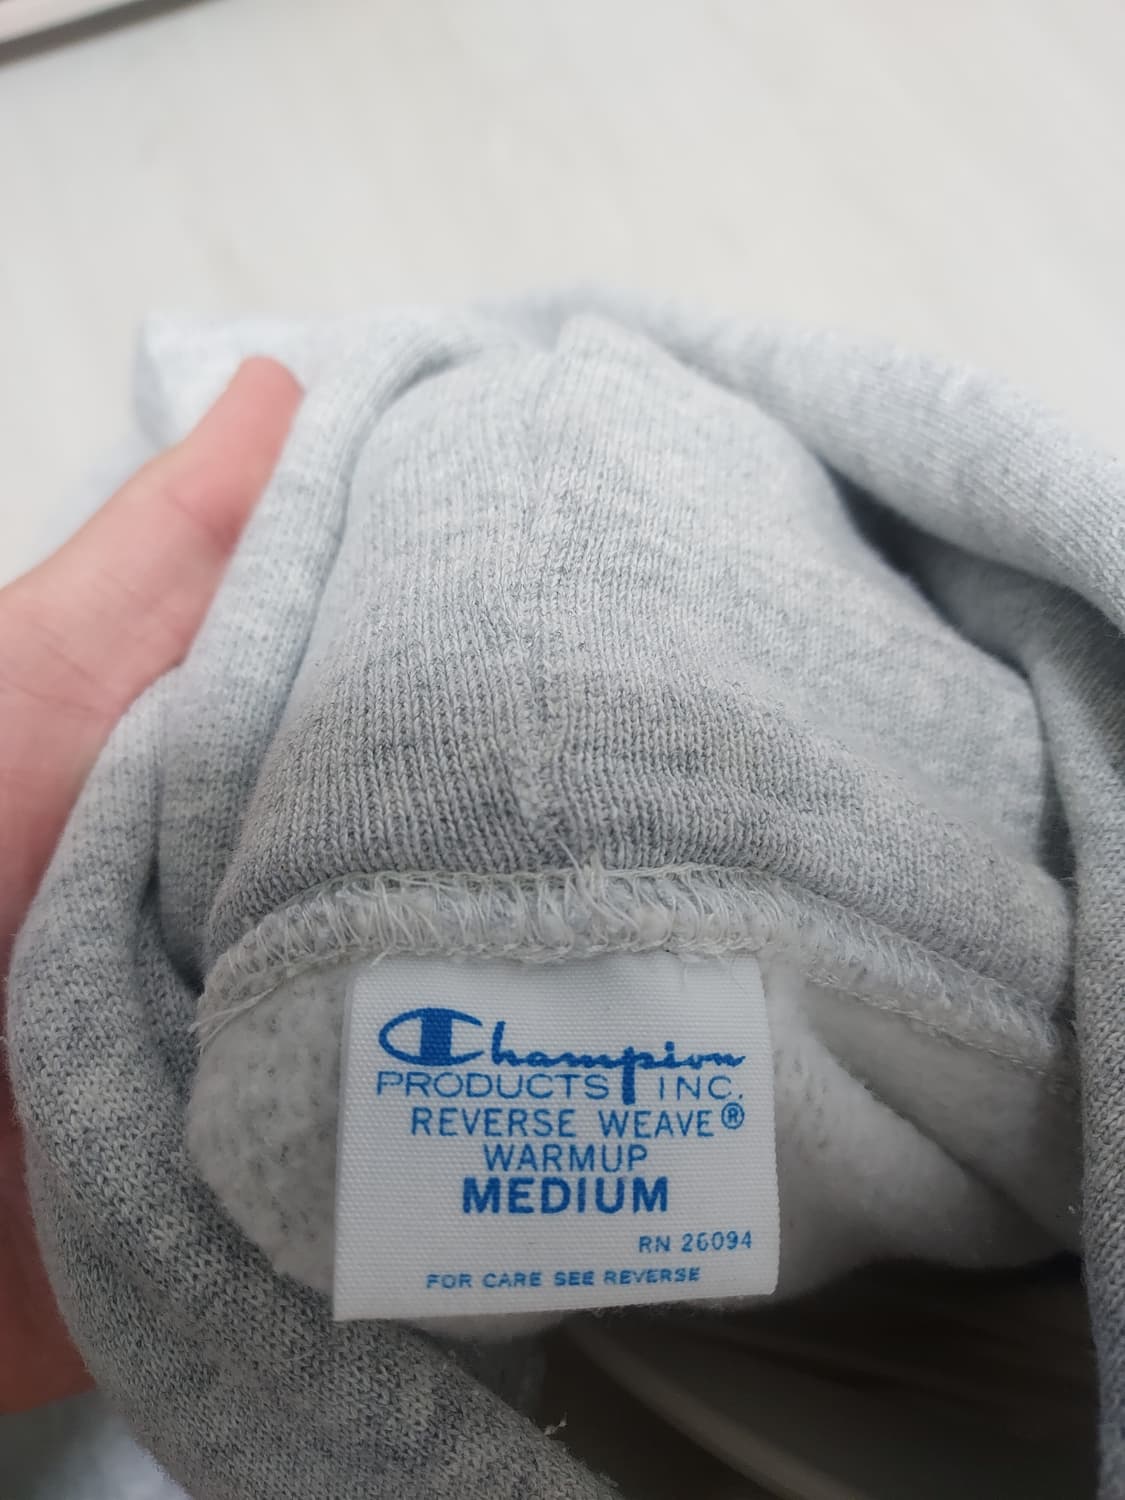 Champion
PRODUCTS INC.
REVERSE WEAVE®
WARMUP
MEDIUM
RN 26094
FOR CARE SEE REVERSE